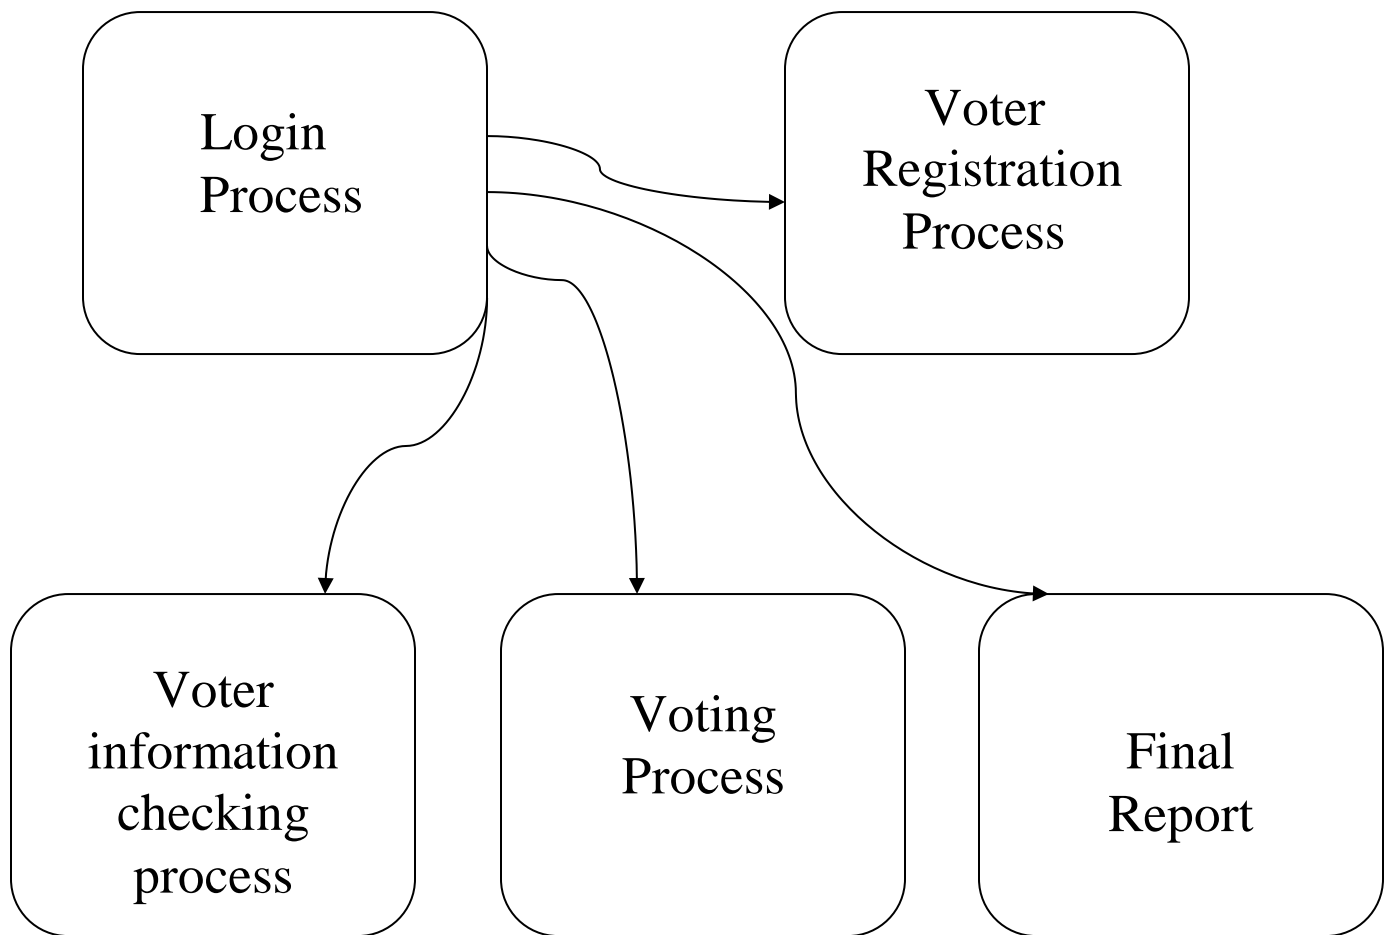 Login
Process
Voter
Registration
Process
Voter
information
checking
process
Voting
Process
Final
Report